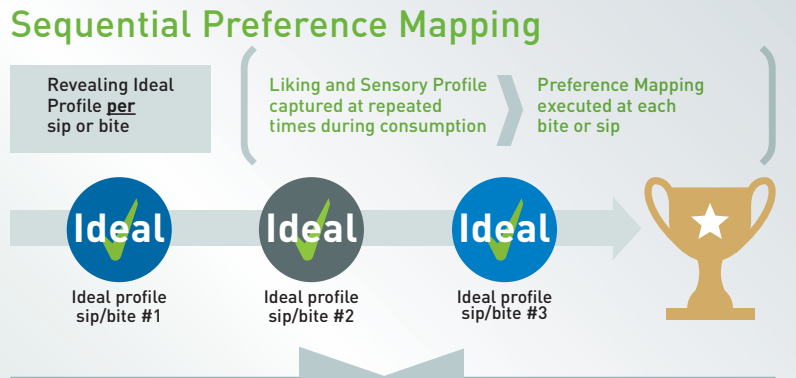 Sequential Preference Mapping
Revealing Ideal
Profile per
sip or bite
Liking and Sensory Profile
captured at repeated
times during consumption
Preference Mapping
executed at each
bite or sip
Ideal
Ideal
Ideal
Ideal profile
sip/bite #1
Ideal profile
sip/bite #2
Ideal profile
sip/bite #3